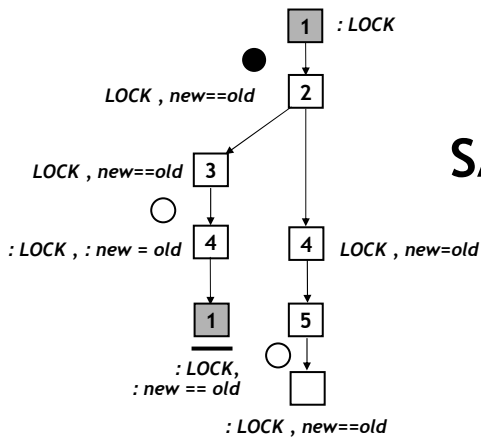 1 : LOCK
LOCK , new==old 2
LOCK , new==old 3
: LOCK , : new = old 4 4 LOCK , new=old
1 5
: LOCK,
: new == old
: LOCK , new==old